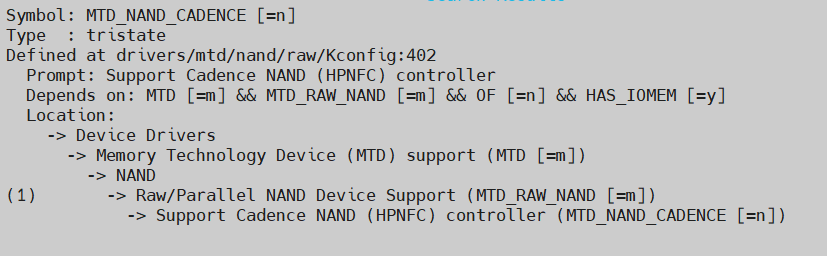 Search Results
Symbol: MTD_NAND_CADENCE [=n]
Type  : tristate
Defined at drivers/mtd/nand/raw/Kconfig:402
  Prompt: Support Cadence NAND (HPNFC) controller
  Depends on: MTD [=m] && MTD_RAW_NAND [=m] && OF [=n] && HAS_IOMEM [=y]
  Location:
    -> Device Drivers
      -> Memory Technology Device (MTD) support (MTD [=m])
        -> NAND
(1)       -> Raw/Parallel NAND Device Support (MTD_RAW_NAND [=m])
            -> Support Cadence NAND (HPNFC) controller (MTD_NAND_CADENCE [=n])